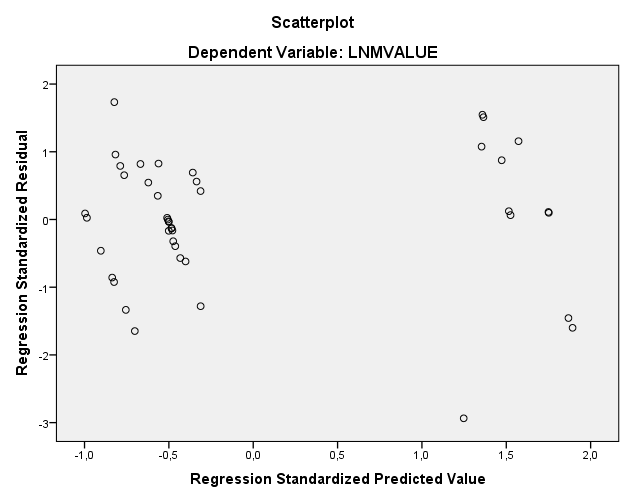 Scatterplot
Dependent Variable: LNMVALUE
Regression Standardized Residual
2
1
0
-1
-2
-3
-1,0 -0,5 0,0 0,5 1,0 1,5 2,0
Regression Standardized Predicted Value